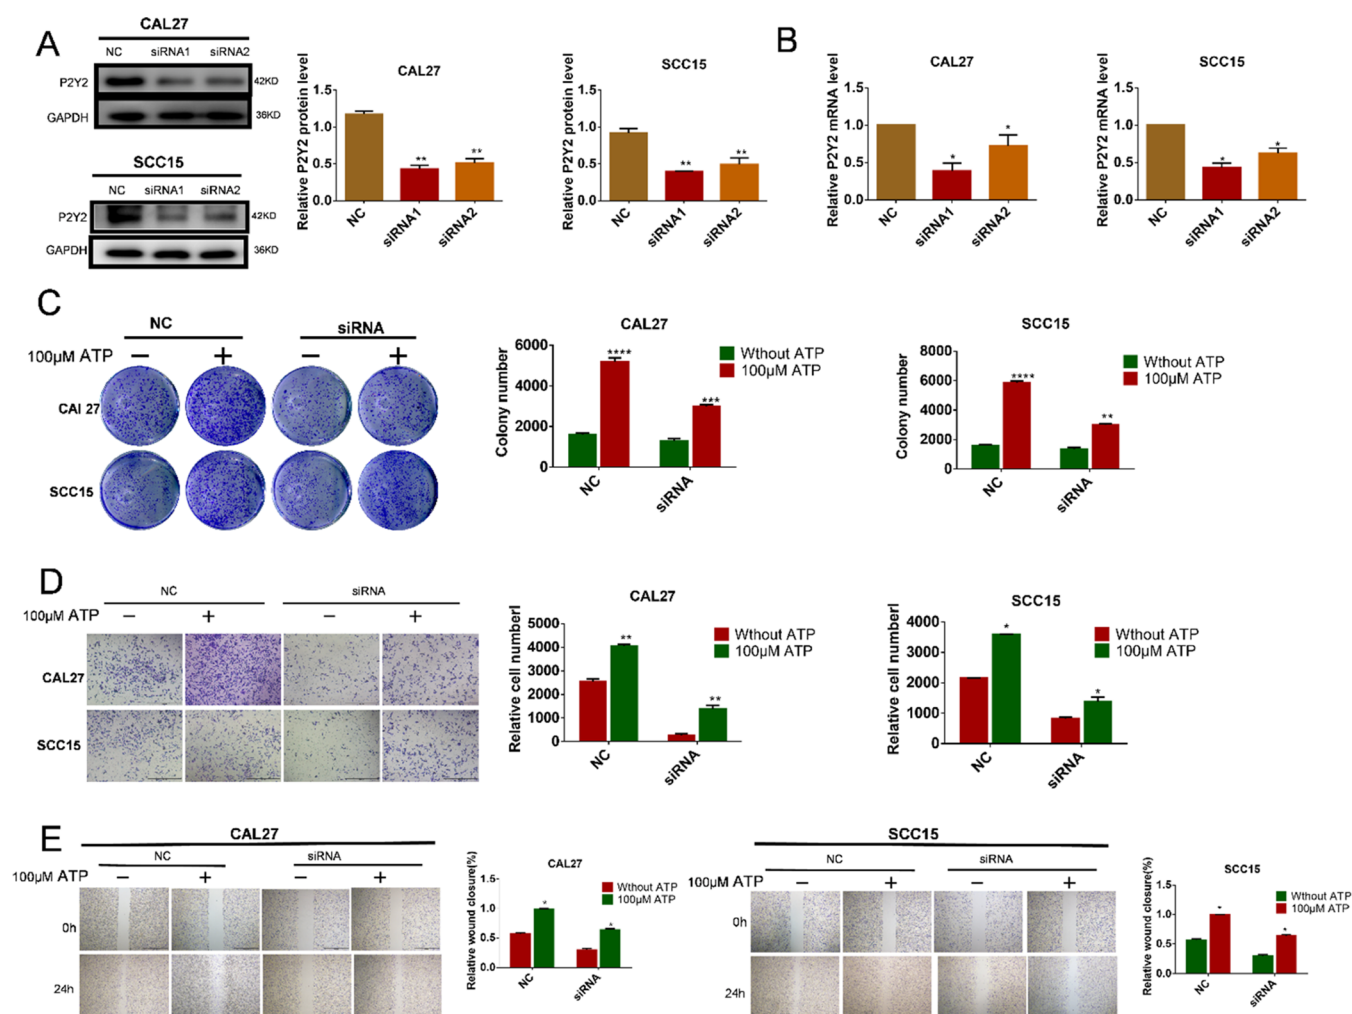 A
CAL27
NC siRNA1 siRNA2
P2Y2 42KD
GAPDH 36KD
SCC15
NC siRNA1 siRNA2
P2Y2 42KD
GAPDH 36KD
CAL27
Relative P2Y2 protein level
1.5
1.0
0.5
0.0
** **
NC siRNA1 siRNA2
SCC15
Relative P2Y2 protein level
1.5
1.0
0.5
0.0
** **
NC siRNA1 siRNA2
B
CAL27
Relative P2Y2 mRNA level
1.5
1.0
0.5
0.0
* *
NC siRNA1 siRNA2
SCC15
Relative P2Y2 mRNA level
1.5
1.0
0.5
0.0
* *
NC siRNA1 siRNA2
C
NC siRNA
100μM ATP − + − +
CAl 27
SCC15
CAL27
Colony number
6000
4000
2000
0
**** ***
NC siRNA
Wthout ATP
100μM ATP
SCC15
Colony number
8000
6000
4000
2000
0
**** **
NC siRNA
Wthout ATP
100μM ATP
D
NC siRNA
100μM ATP − + − +
CAL27
SCC15
CAL27
Relative cell numberl
5000
4000
3000
2000
1000
0
** **
NC siRNA
Wthout ATP
100μM ATP
SCC15
Relative cell numberl
4000
3000
2000
1000
0
* *
NC siRNA
Wthout ATP
100μM ATP
E
CAL27
NC siRNA
100μM ATP − + − +
0h
24h
CAL27
Relative wound closure(%)
1.5
1.0
0.5
0.0
* *
NC siRNA
Wthout ATP
100μM ATP
SCC15
NC siRNA
100μM ATP − + − +
0h
24h
SCC15
Relative wound closure(%)
1.5
1.0
0.5
0.0
* *
NC siRNA
Without ATP
100μM ATP